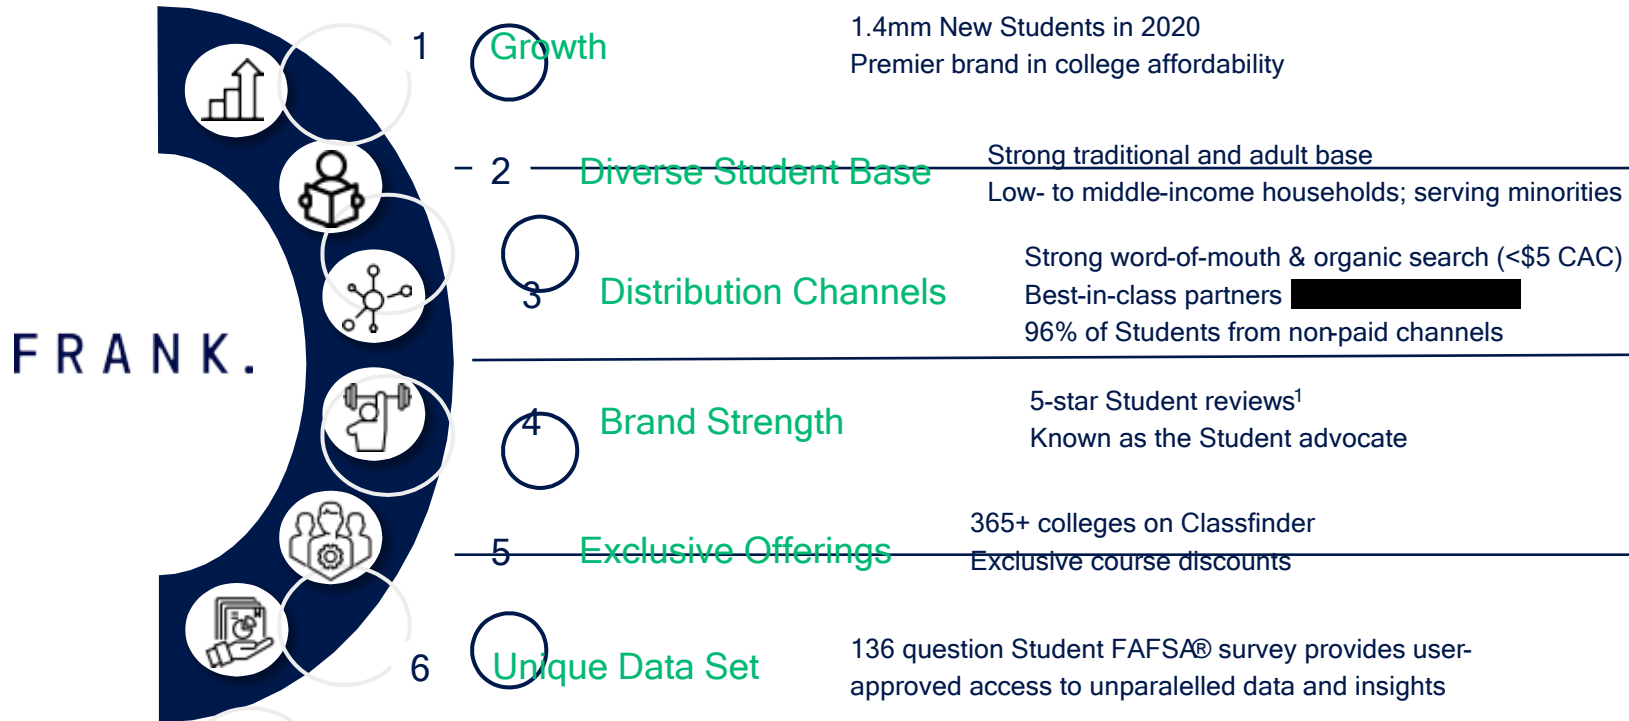 FRANK.
1 Growth
1.4mm New Students in 2020
Premier brand in college affordability
2 Diverse Student Base
Strong traditional and adult base
Low- to middle-income households; serving minorities
3 Distribution Channels
Strong word-of-mouth & organic search (<$5 CAC)
Best-in-class partners
96% of Students from non-paid channels
4 Brand Strength
5-star Student reviews¹
Known as the Student advocate
5 Exclusive Offerings
365+ colleges on Classfinder
Exclusive course discounts
6 Unique Data Set
136 question Student FAFSA® survey provides user-
approved access to unparalelled data and insights